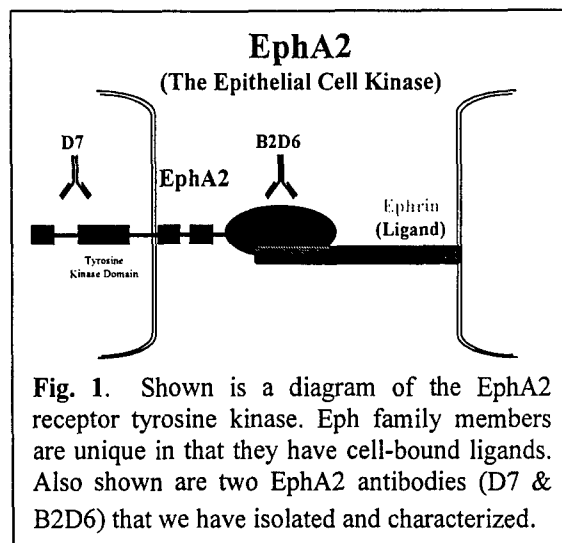 EphA2
(The Epithelial Cell Kinase)
D7
B2D6
EphA2
Ephrin
(Ligand)
Tyrosine
Kinase Domain
Fig. 1. Shown is a diagram of the EphA2
receptor tyrosine kinase. Eph family members
are unique in that they have cell-bound ligands.
Also shown are two EphA2 antibodies (D7 &
B2D6) that we have isolated and characterized.